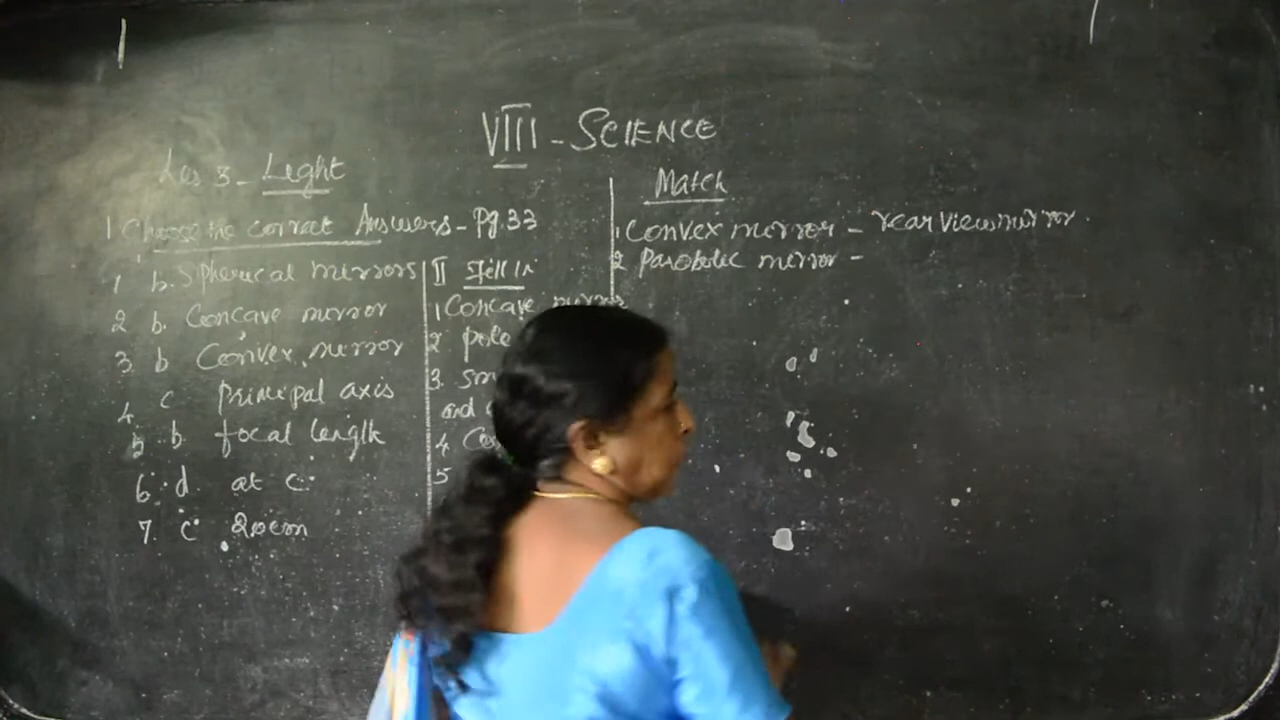 VIII - SCIENCE
Les 3 - Light
I Choose the correct Answers - Pg. 33
1 b. Spherical mirrors
2 b. Concave mirror
3. b Convex mirror
4 c Principal axis
5 b. focal length
6. d. at c.
7. c 20cm
II Fill in
1 Concave mirror
2 pole
3.
and
4
5
Match
1. Convex mirror - rear view mirror.
2 Parabolic mirror -